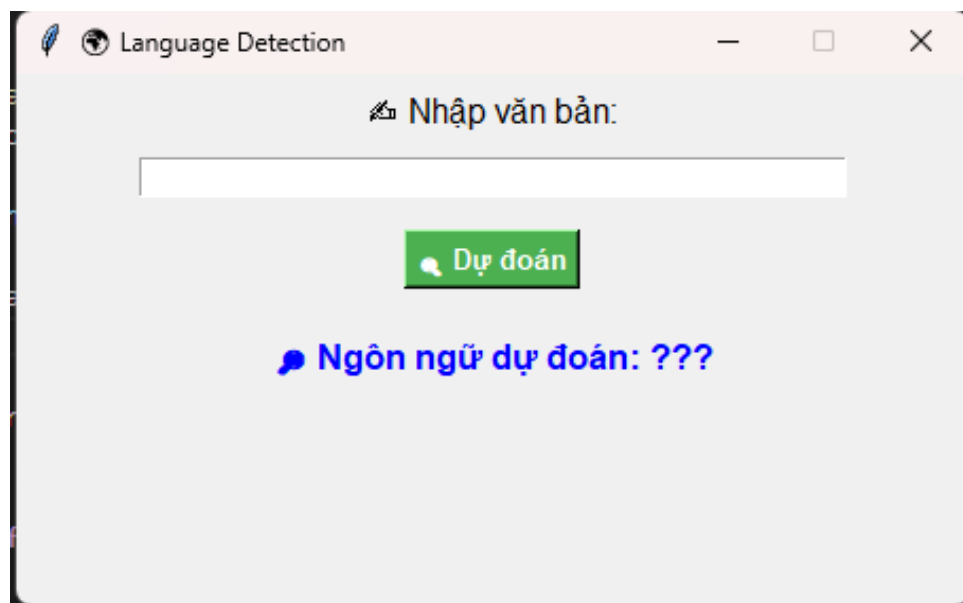 Language Detection
Nhập văn bản:
Dự đoán
Ngôn ngữ dự đoán: ???